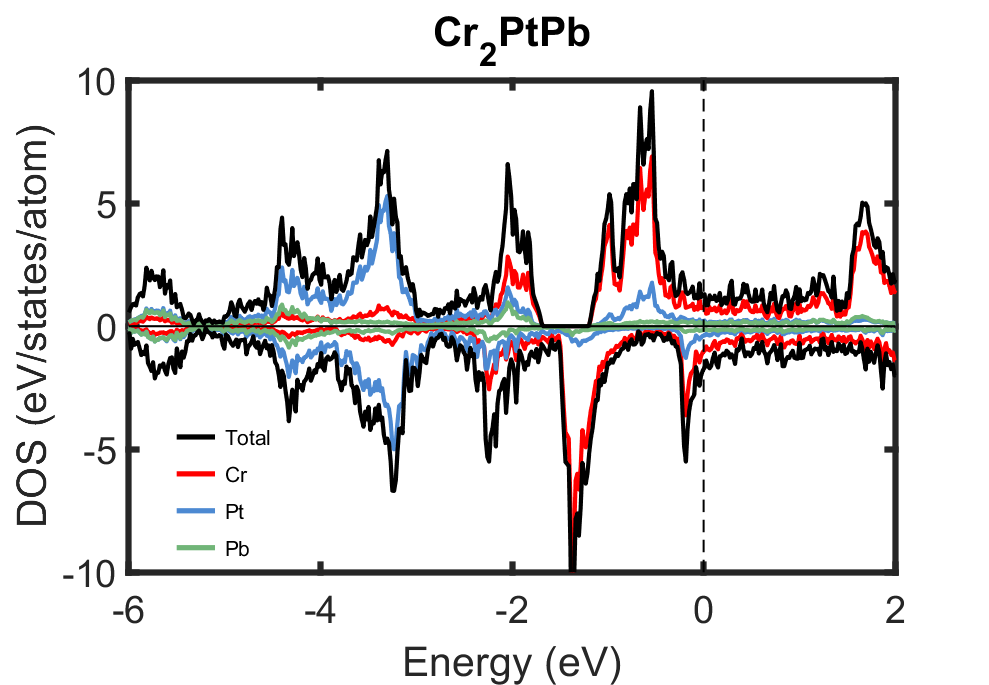 Cr2PtPb
10
5
0
-5
-10
DOS (eV/states/atom)
Total
Cr
Pt
Pb
-6 -4 -2 0 2
Energy (eV)